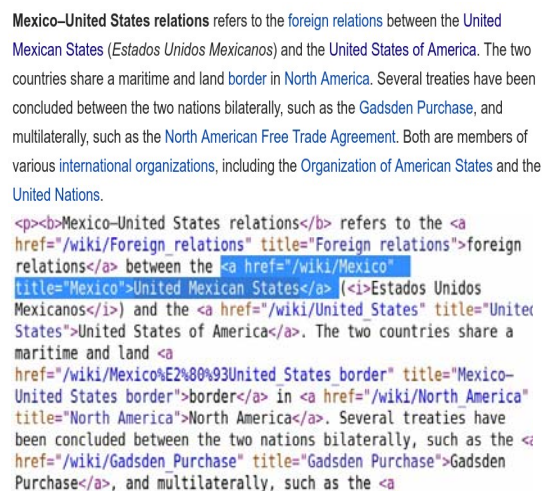 Mexico–United States relations refers to the foreign relations between the United
Mexican States (Estados Unidos Mexicanos) and the United States of America. The two
countries share a maritime and land border in North America. Several treaties have been
concluded between the two nations bilaterally, such as the Gadsden Purchase, and
multilaterally, such as the North American Free Trade Agreement. Both are members of
various international organizations, including the Organization of American States and the
United Nations.
<p><b>Mexico–United States relations</b> refers to the <a
href="/wiki/Foreign_relations" title="Foreign relations">foreign
relations</a> between the <a href="/wiki/Mexico"
title="Mexico">United Mexican States</a> (<i>Estados Unidos
Mexicanos</i>) and the <a href="/wiki/United_States" title="United
States">United States of America</a>. The two countries share a
maritime and land <a
href="/wiki/Mexico%E2%80%93United_States_border" title="Mexico–
United States border">border</a> in <a href="/wiki/North_America"
title="North America">North America</a>. Several treaties have
been concluded between the two nations bilaterally, such as the <a
href="/wiki/Gadsden_Purchase" title="Gadsden Purchase">Gadsden
Purchase</a>, and multilaterally, such as the <a